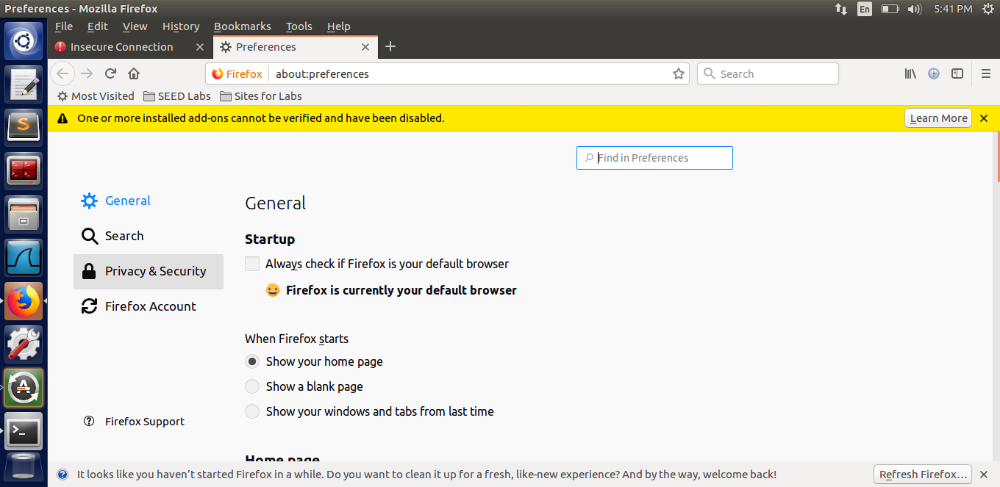 Preferences - Mozilla Firefox
En
5:41 PM
File Edit View History Bookmarks Tools Help
Insecure Connection
Preferences
Firefox
about:preferences
Search
Most Visited
SEED Labs
Sites for Labs
One or more installed add-ons cannot be verified and have been disabled.
Learn More
Find in Preferences
General
Search
Privacy & Security
Firefox Account
Firefox Support
General
Startup
Always check if Firefox is your default browser
Firefox is currently your default browser
When Firefox starts
Show your home page
Show a blank page
Show your windows and tabs from last time
Home page
It looks like you haven’t started Firefox in a while. Do you want to clean it up for a fresh, like-new experience? And by the way, welcome back!
Refresh Firefox…